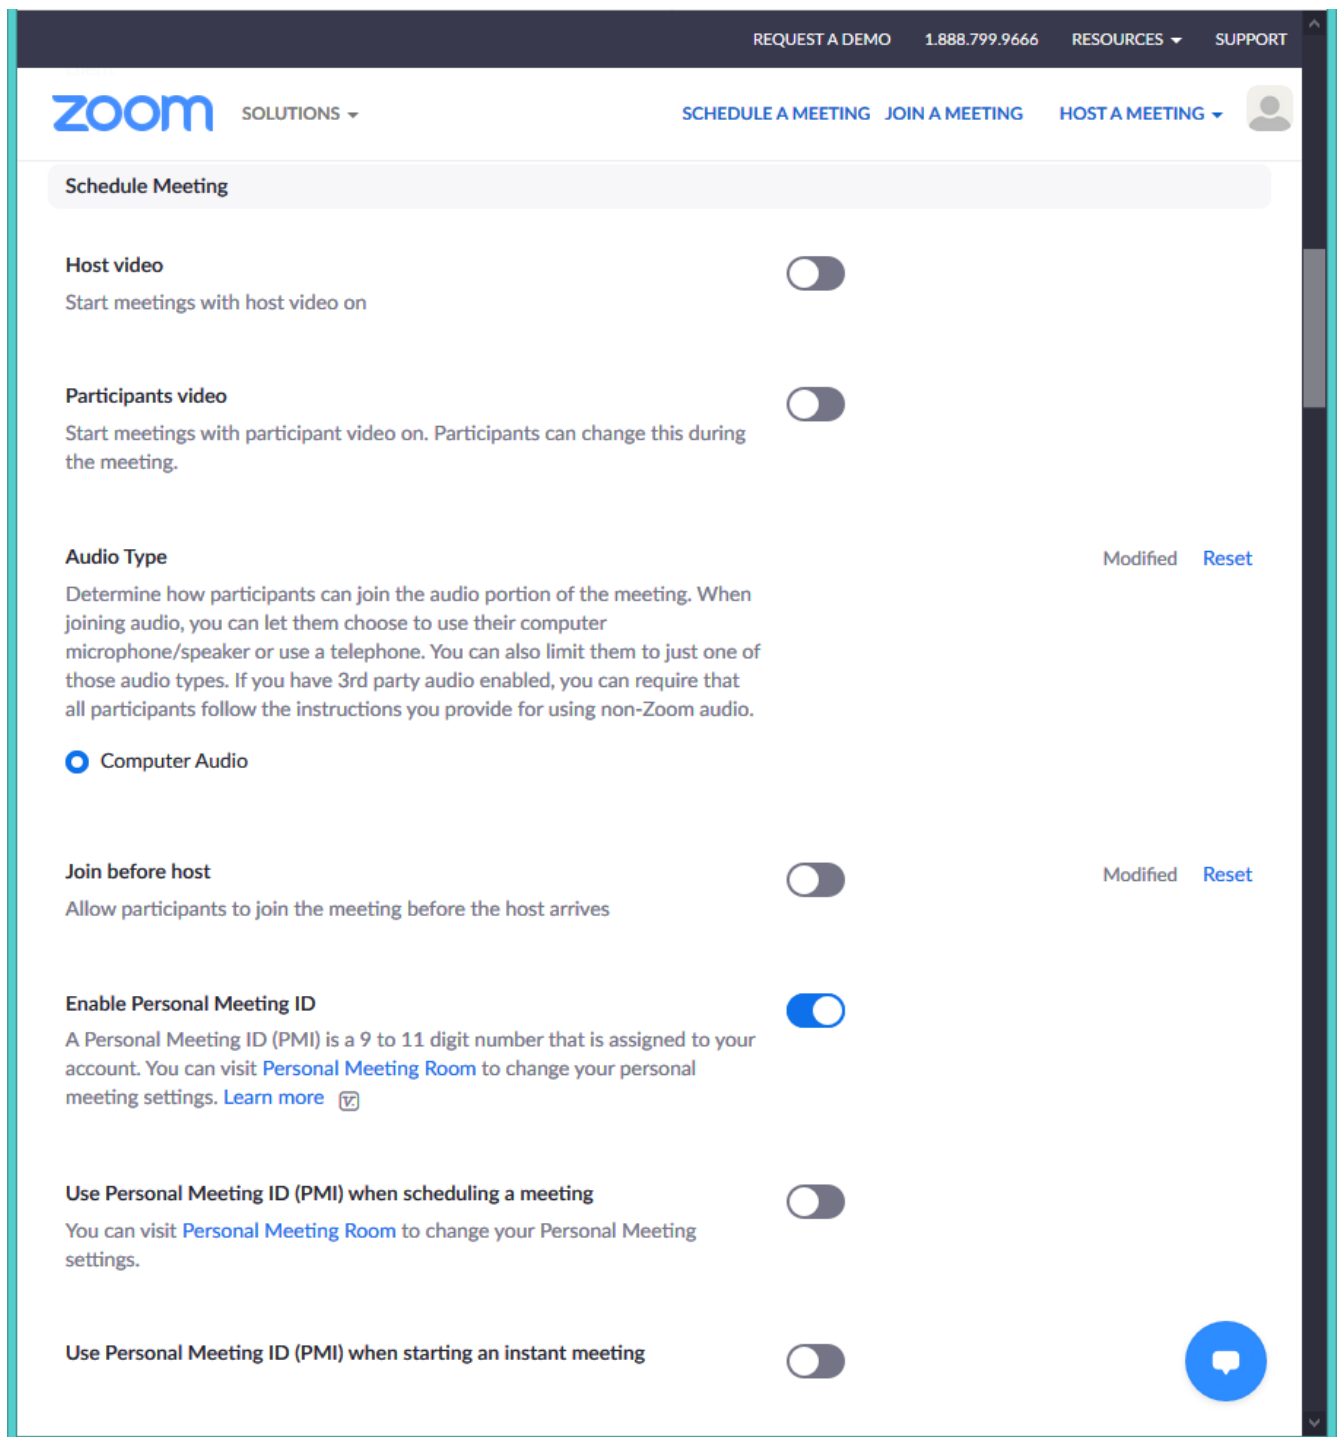 REQUEST A DEMO 1.888.799.9666 RESOURCES SUPPORT
zoom SOLUTIONS SCHEDULE A MEETING JOIN A MEETING HOST A MEETING
Schedule Meeting
Host video
Start meetings with host video on
Participants video
Start meetings with participant video on. Participants can change this during
the meeting.
Audio Type Modified Reset
Determine how participants can join the audio portion of the meeting. When
joining audio, you can let them choose to use their computer
microphone/speaker or use a telephone. You can also limit them to just one of
those audio types. If you have 3rd party audio enabled, you can require that
all participants follow the instructions you provide for using non-Zoom audio.
Computer Audio
Join before host Modified Reset
Allow participants to join the meeting before the host arrives
Enable Personal Meeting ID
A Personal Meeting ID (PMI) is a 9 to 11 digit number that is assigned to your
account. You can visit Personal Meeting Room to change your personal
meeting settings. Learn more
Use Personal Meeting ID (PMI) when scheduling a meeting
You can visit Personal Meeting Room to change your Personal Meeting
settings.
Use Personal Meeting ID (PMI) when starting an instant meeting